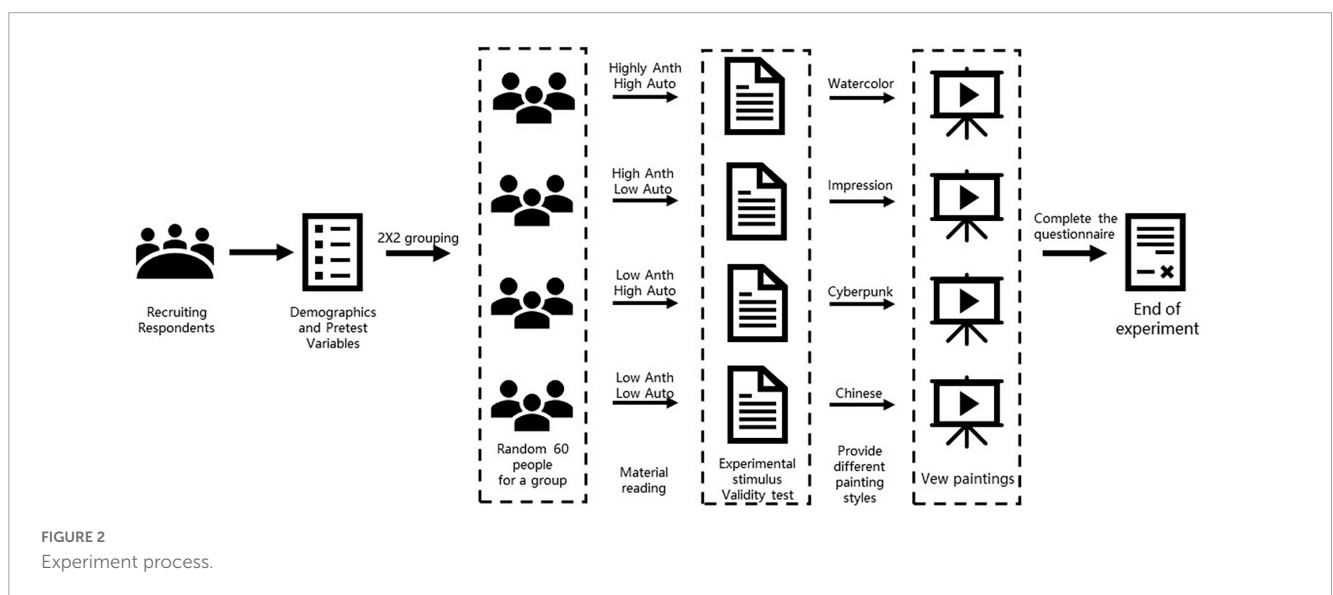 Recruiting
Respondents
Demographics
and Pretest
Variables
2X2 grouping
Random 60
people
for a group
Highly Anth
High Auto
High Anth
Low Auto
Low Anth
High Auto
Low Anth
Low Auto
Material
reading
Experimental
stimulus
Validity test
Watercolor
Impression
Cyberpunk
Chinese
Provide
different
painting
styles
Vew paintings
Complete the
questionnaire
End of
experiment
FIGURE 2
Experiment process.